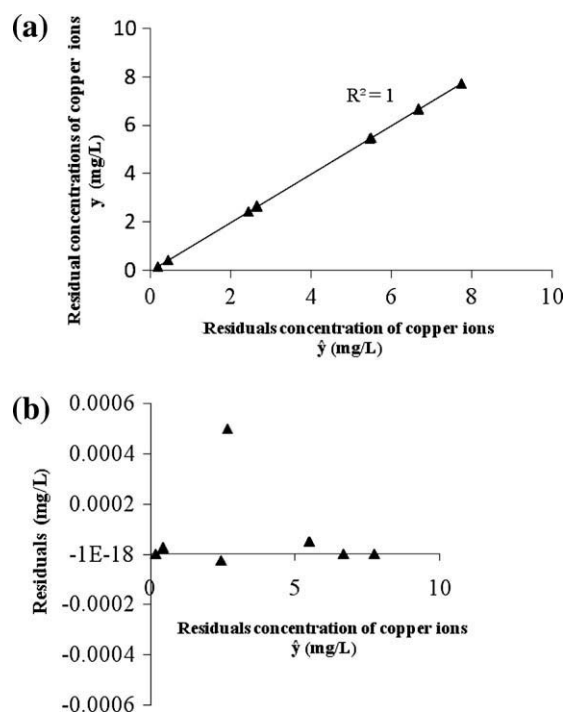 (a)
Residual concentrations of copper ions
y (mg/L)
10
8
6
4
2
0
R² = 1
0 2 4 6 8 10
Residuals concentration of copper ions
ŷ (mg/L)
(b)
Residuals (mg/L)
0.0006
0.0004
0.0002
-1E-18
-0.0002
-0.0004
-0.0006
0 5 10
Residuals concentration of copper ions
ŷ (mg/L)